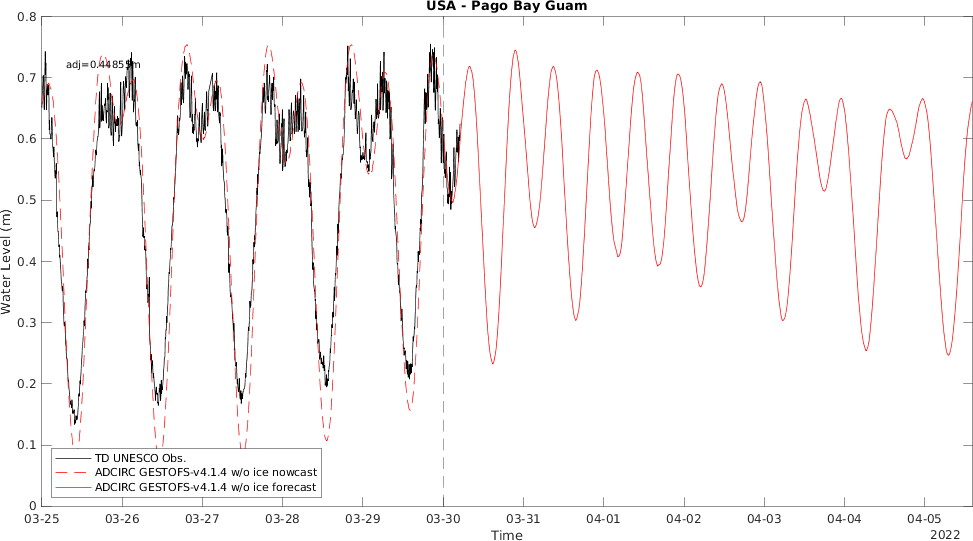 USA - Pago Bay Guam
0.8
0.7
0.6
0.5
0.4
0.3
0.2
0.1
0
Water Level (m)
adj=0.44855m
TD UNESCO Obs.
ADCIRC GESTOFS-v4.1.4 w/o ice nowcast
ADCIRC GESTOFS-v4.1.4 w/o ice forecast
03-25 03-26 03-27 03-28 03-29 03-30 03-31 04-01 04-02 04-03 04-04 04-05
Time
2022